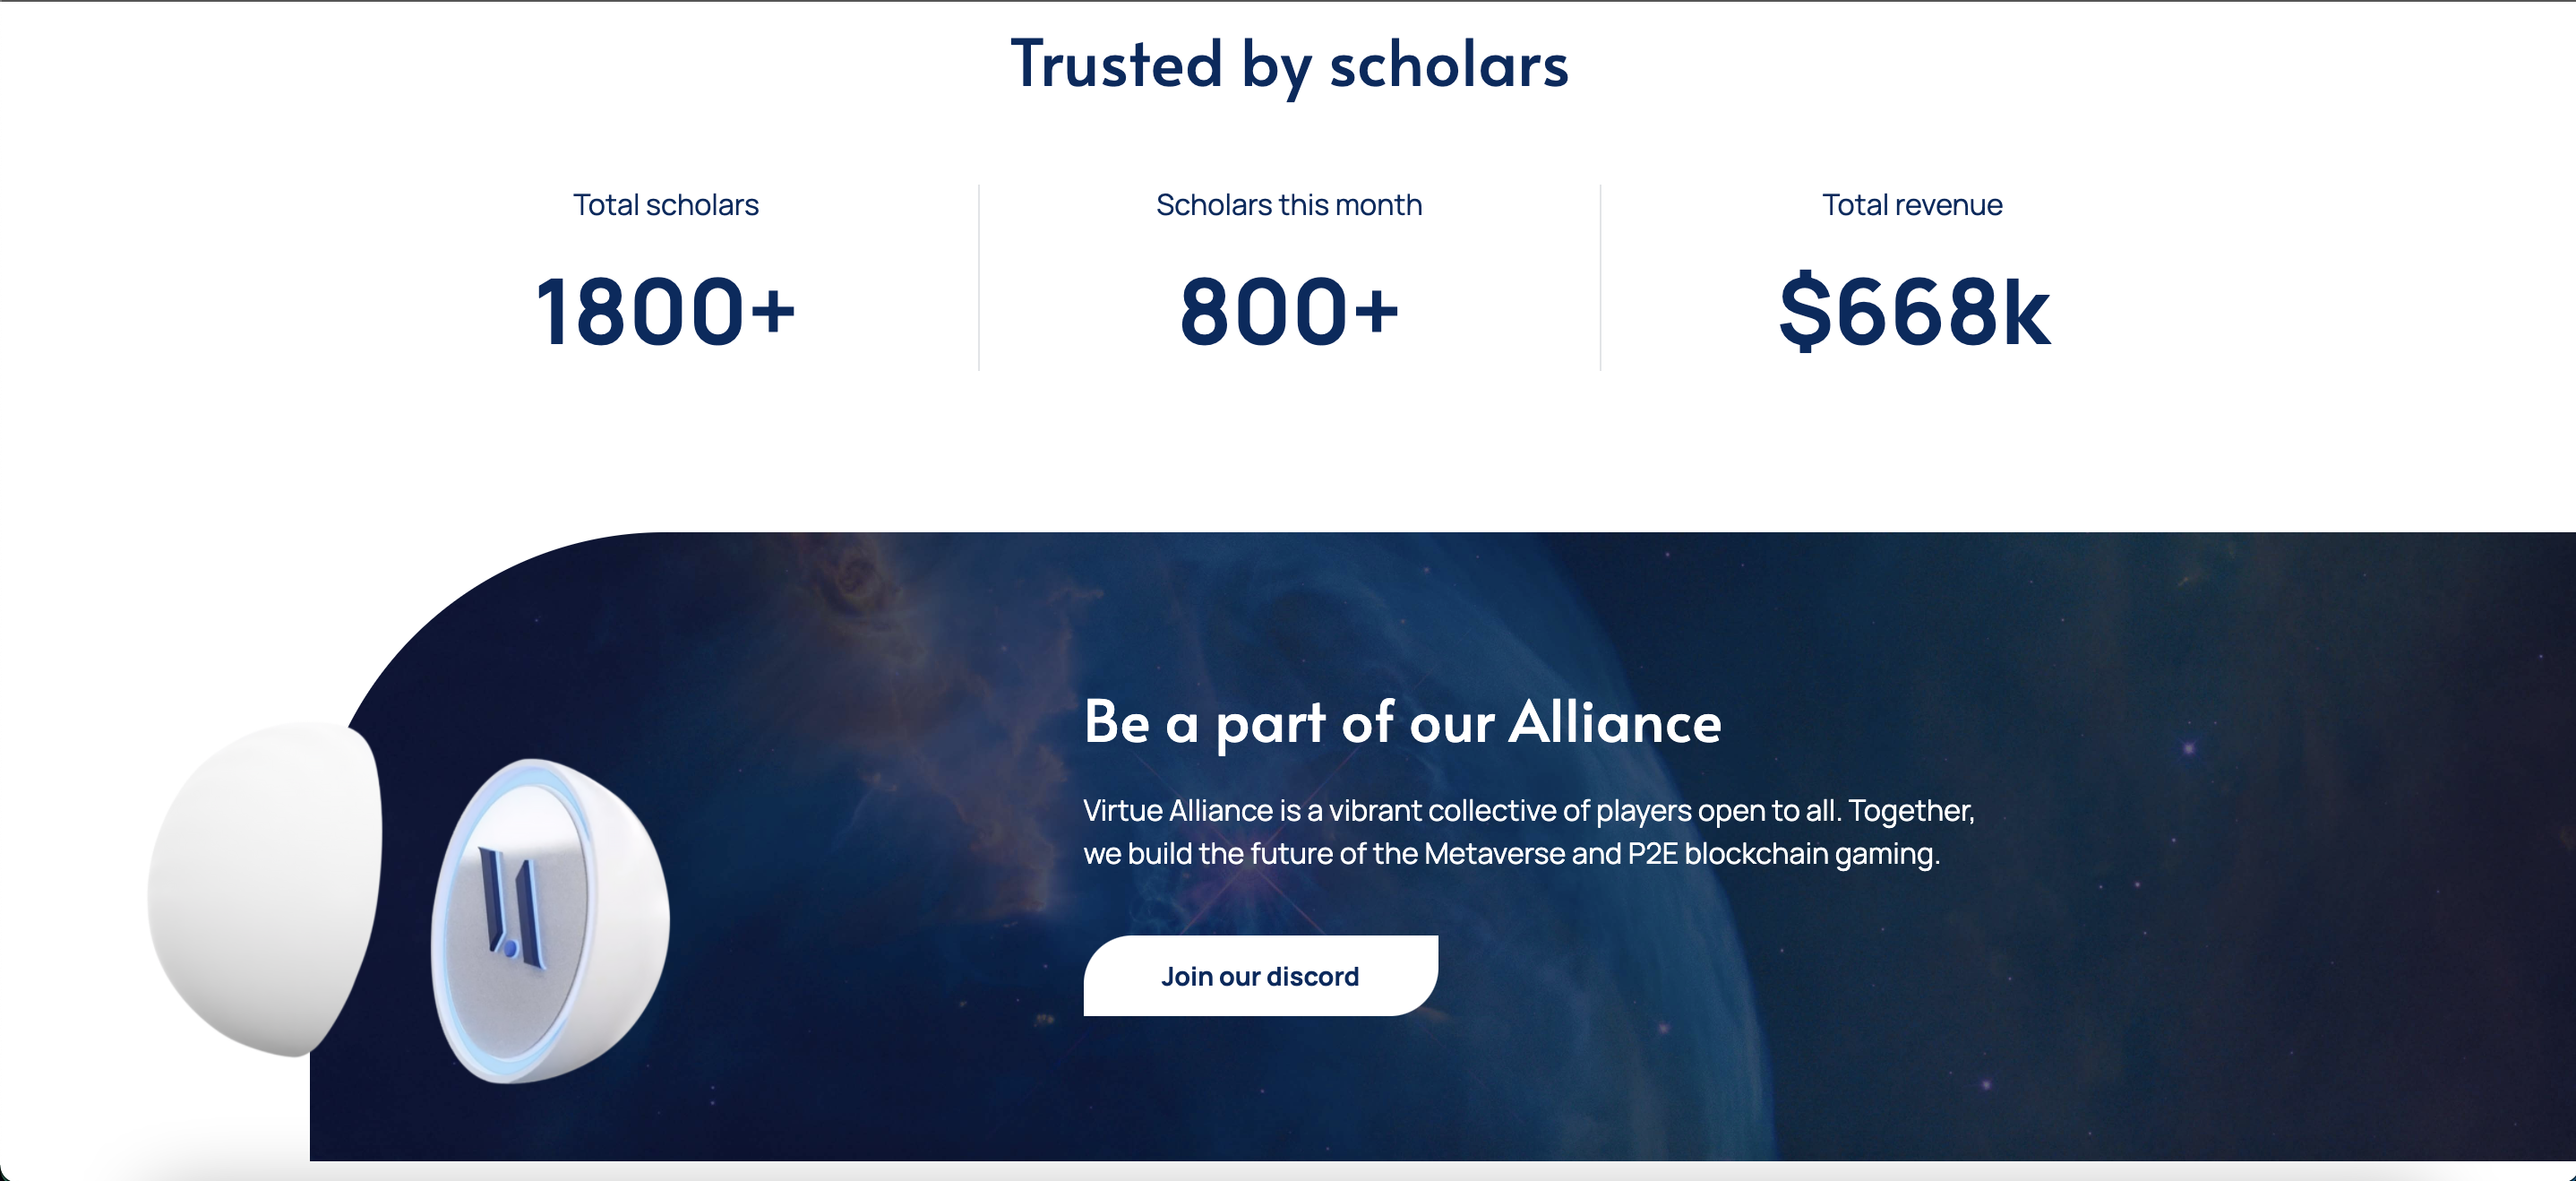 Trusted by scholars
Total scholars
Scholars this month
Total revenue
1800+
800+
$668k
Be a part of our Alliance
Virtue Alliance is a vibrant collective of players open to all. Together,
we build the future of the Metaverse and P2E blockchain gaming.
Join our discord